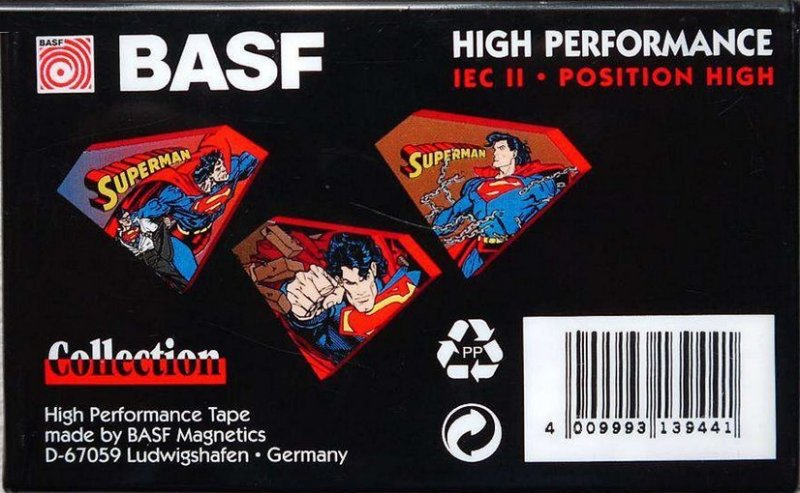 BASF
BASF
HIGH PERFORMANCE
IEC II • POSITION HIGH
SUPERMAN
SUPERMAN
Collection
PP
High Performance Tape
made by BASF Magnetics
D-67059 Ludwigshafen • Germany
4 009993 139441